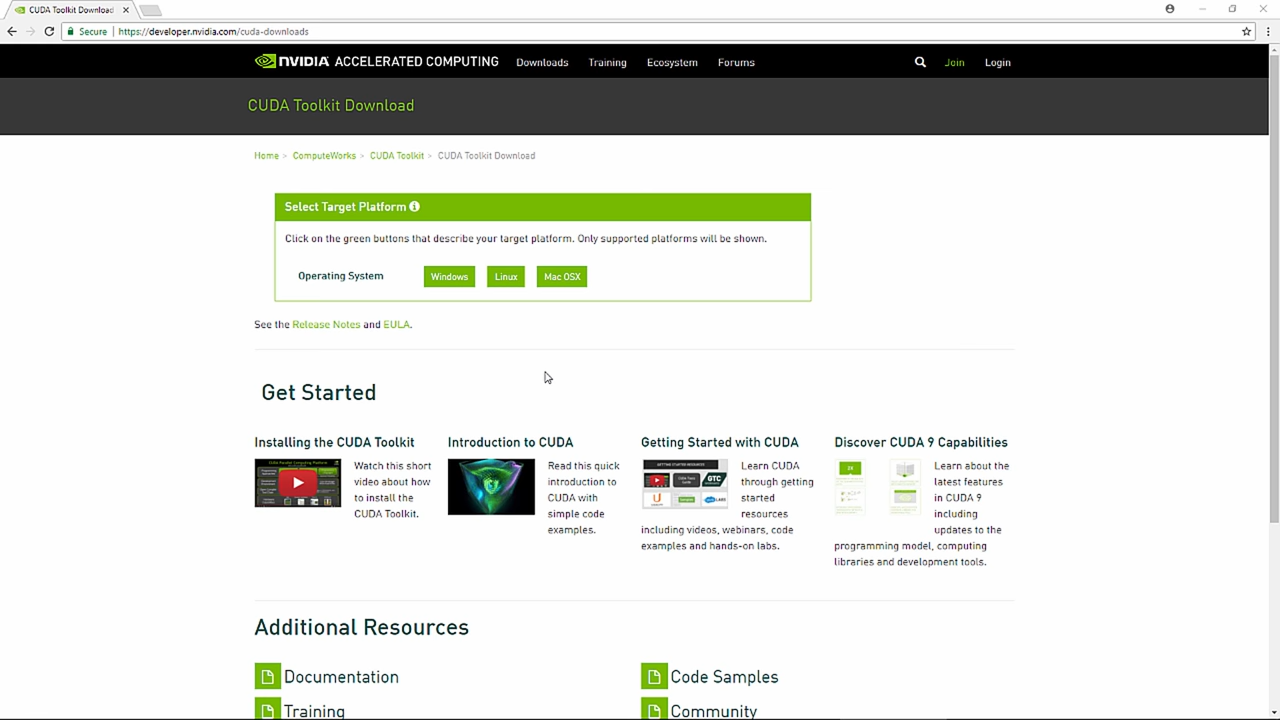 CUDA Toolkit Download
Secure https://developer.nvidia.com/cuda-downloads
NVIDIA ACCELERATED COMPUTING Downloads Training Ecosystem Forums Join Login
CUDA Toolkit Download
Home > ComputeWorks > CUDA Toolkit > CUDA Toolkit Download
Select Target Platform
Click on the green buttons that describe your target platform. Only supported platforms will be shown.
Operating System Windows Linux Mac OSX
See the Release Notes and EULA.
Get Started
Installing the CUDA Toolkit
Watch this short
video about how
to install the
CUDA Toolkit.
Introduction to CUDA
Read this quick
introduction to
CUDA with
simple code
examples.
Getting Started with CUDA
Learn CUDA
through getting
started
resources
including videos, webinars, code
examples and hands-on labs.
Discover CUDA 9 Capabilities
Learn about the
latest features
in CUDA 9
including
updates to the
programming model, computing
libraries and development tools.
Additional Resources
Documentation Code Samples
Training Community